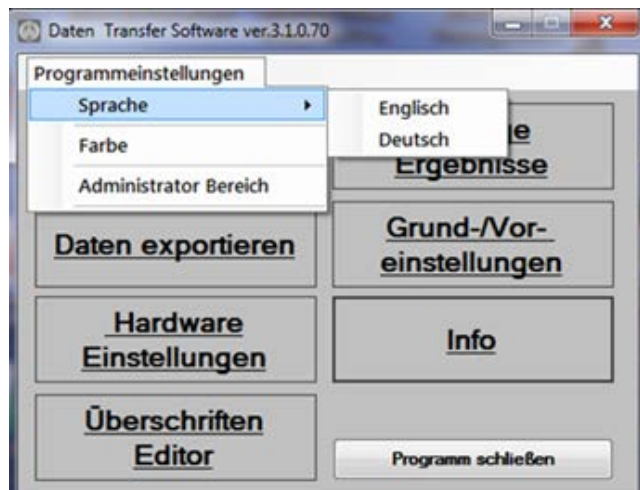 Daten Transfer Software ver.3.1.0.70
Programmeinstellungen
Sprache
Englisch
Deutsch
Farbe
Administrator Bereich
Ergebnisse
Daten exportieren
Grund-/Vor-
einstellungen
Hardware
Einstellungen
Info
Überschriften
Editor
Programm schließen